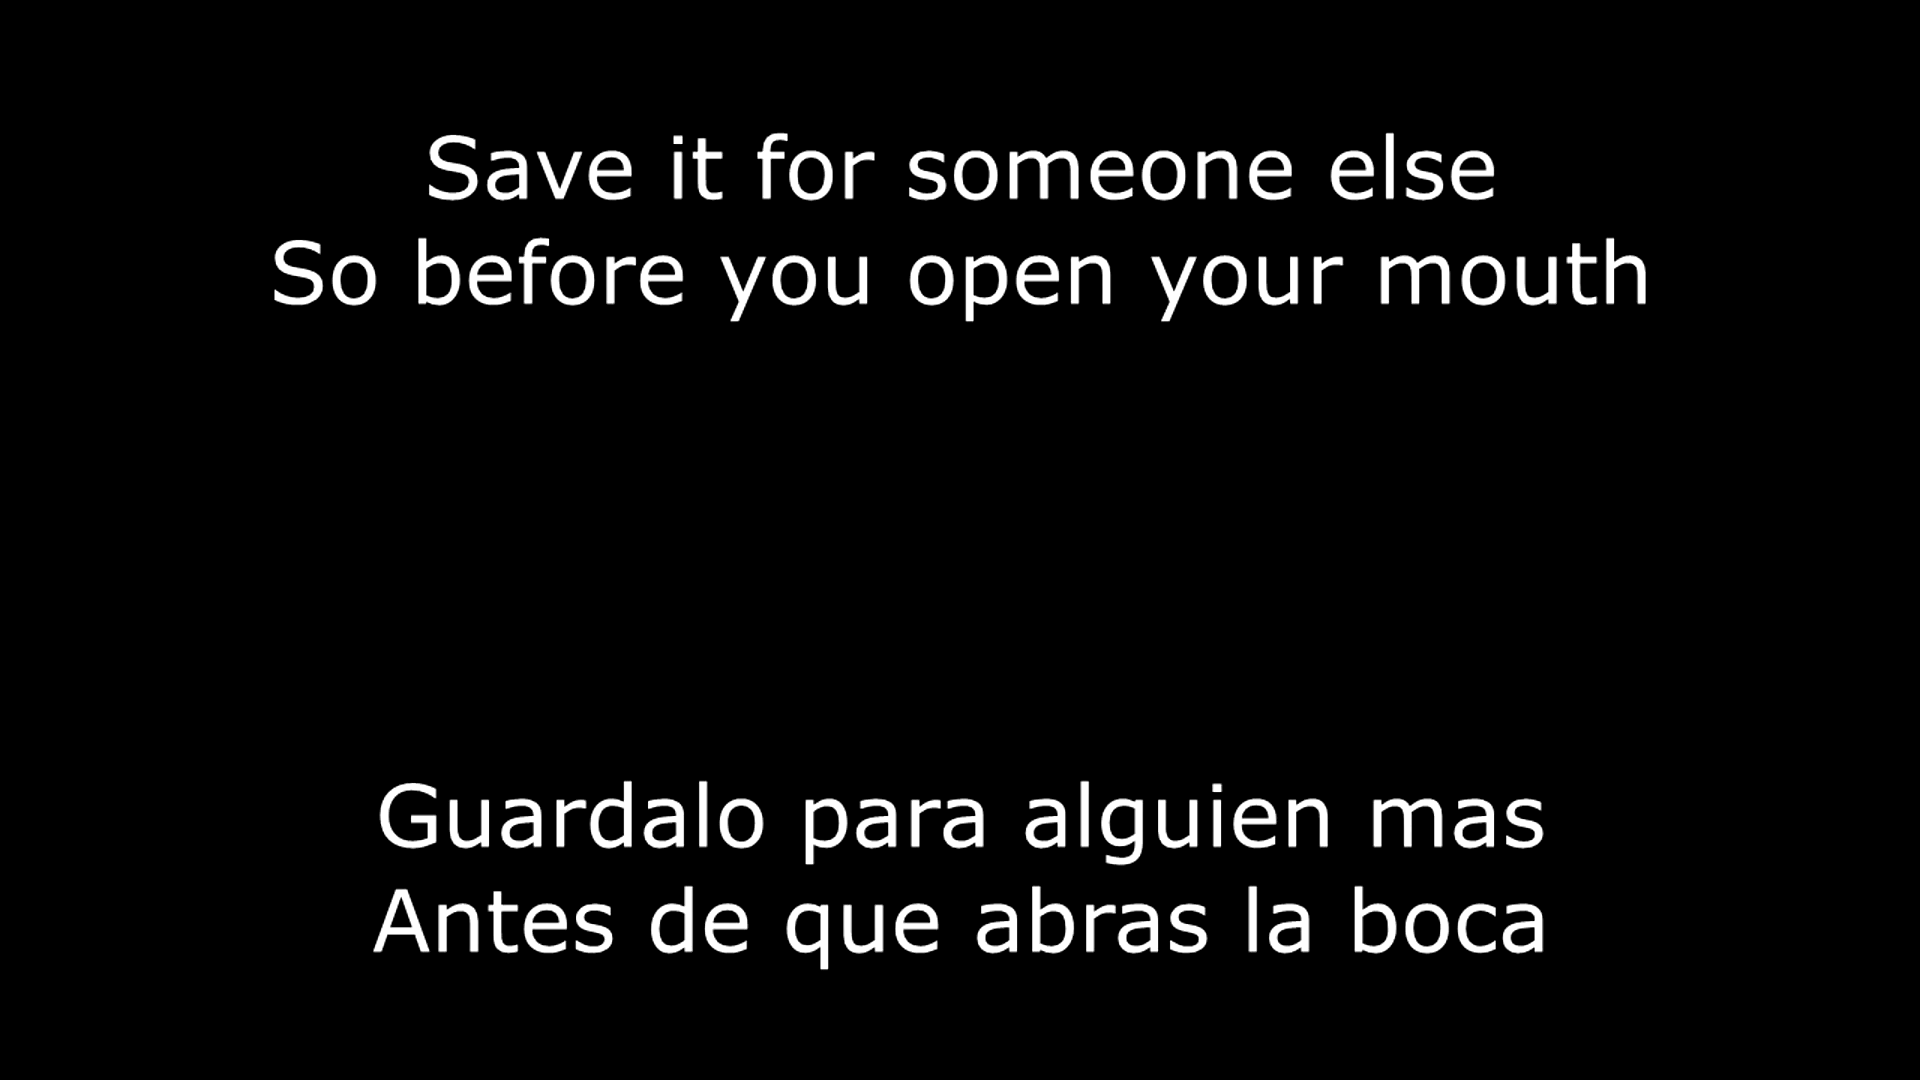 Save it for someone else
So before you open your mouth
Guardalo para alguien mas
Antes de que abras la boca